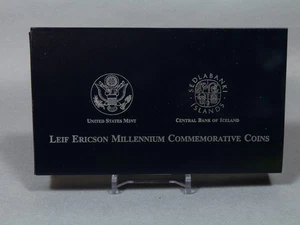 SEÐLABANKI
ÍSLANDS
UNITED STATES MINT
CENTRAL BANK OF ICELAND
LEIF ERICSON MILLENNIUM COMMEMORATIVE COINS